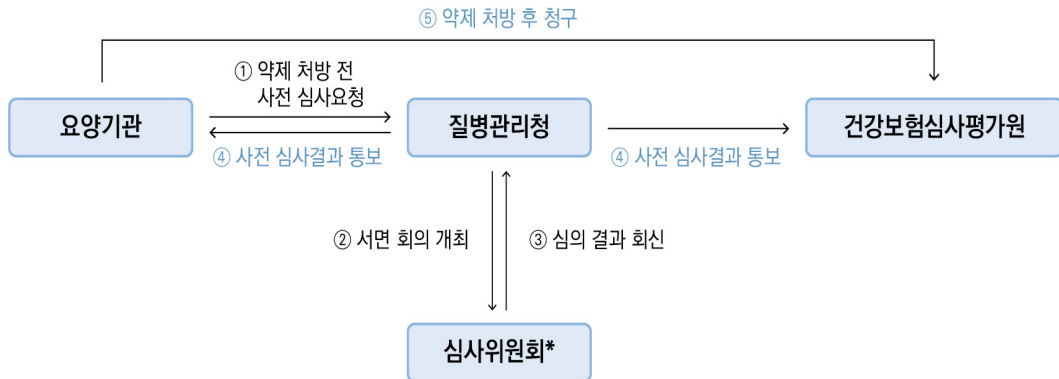 ⑤ 약제 처방 후 청구
① 약제 처방 전
사전 심사요청
요양기관
질병관리청
건강보험심사평가원
④ 사전 심사결과 통보
④ 사전 심사결과 통보
② 서면 회의 개최
③ 심의 결과 회신
심사위원회*